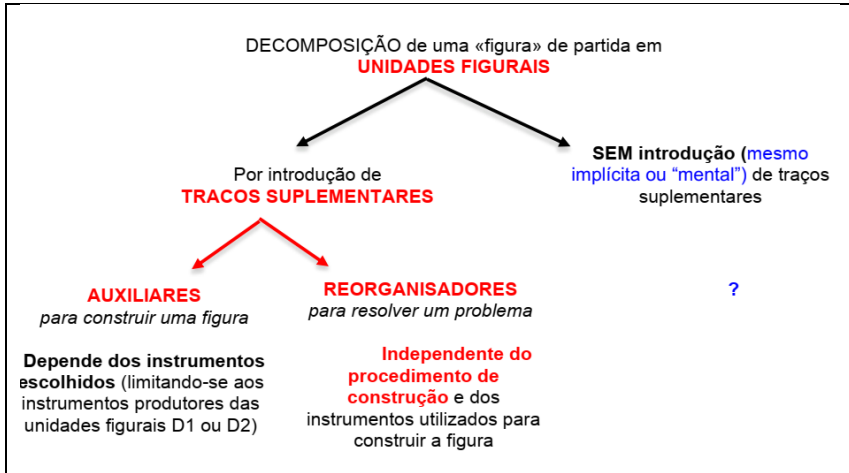 DECOMPOSIÇÃO de uma «figura» de partida em
UNIDADES FIGURAIS
Por introdução de
TRACOS SUPLEMENTARES
SEM introdução (mesmo
implícita ou “mental”) de traços
suplementares
AUXILIARES
para construir uma figura
REORGANISADORES
para resolver um problema
?
Depende dos instrumentos
escolhidos (limitando-se aos
instrumentos produtores das
unidades figurais D1 ou D2)
Independente do
procedimento de
construção e dos
instrumentos utilizados para
construir a figura